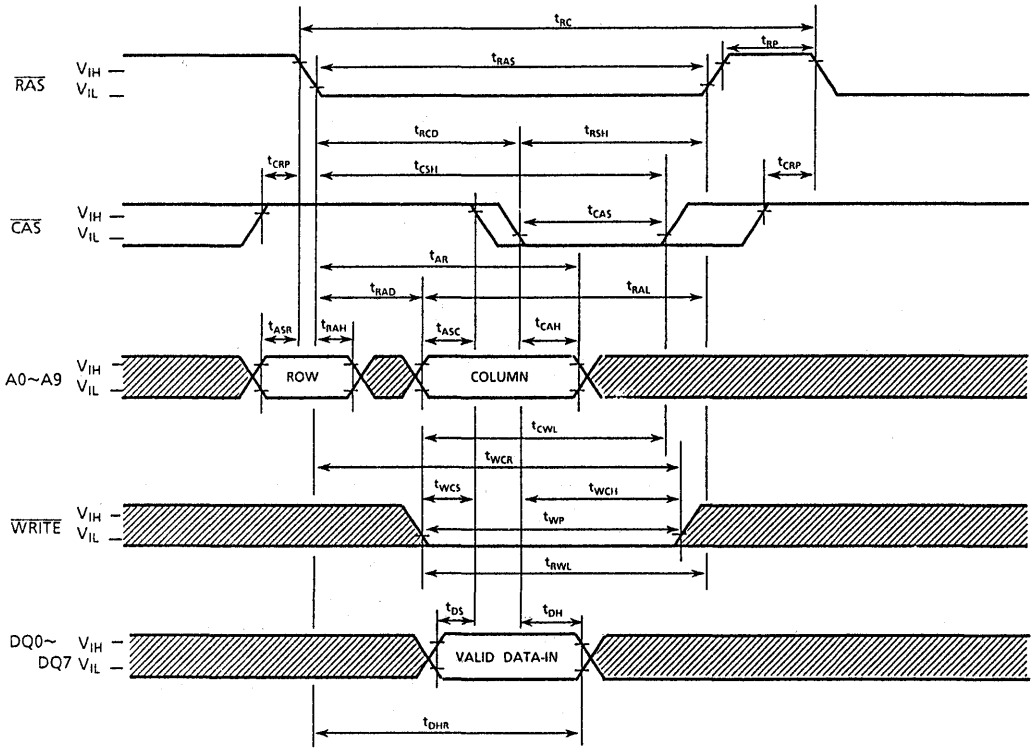 tRC
tRP
RAS
VIH
VIL
tRAS
tRCD
tRSH
tCSH
tCRP
tCRP
CAS
VIH
VIL
tCAS
tAR
tRAD
tRAL
tASR
tRAH
tASC
tCAH
A0~A9
VIH
VIL
ROW
COLUMN
tCWL
tWCR
tWCS
tWCH
WRITE
VIH
VIL
tWP
tRWL
tDS
tDH
DQ0~
DQ7
VIH
VIL
VALID DATA-IN
tDHR